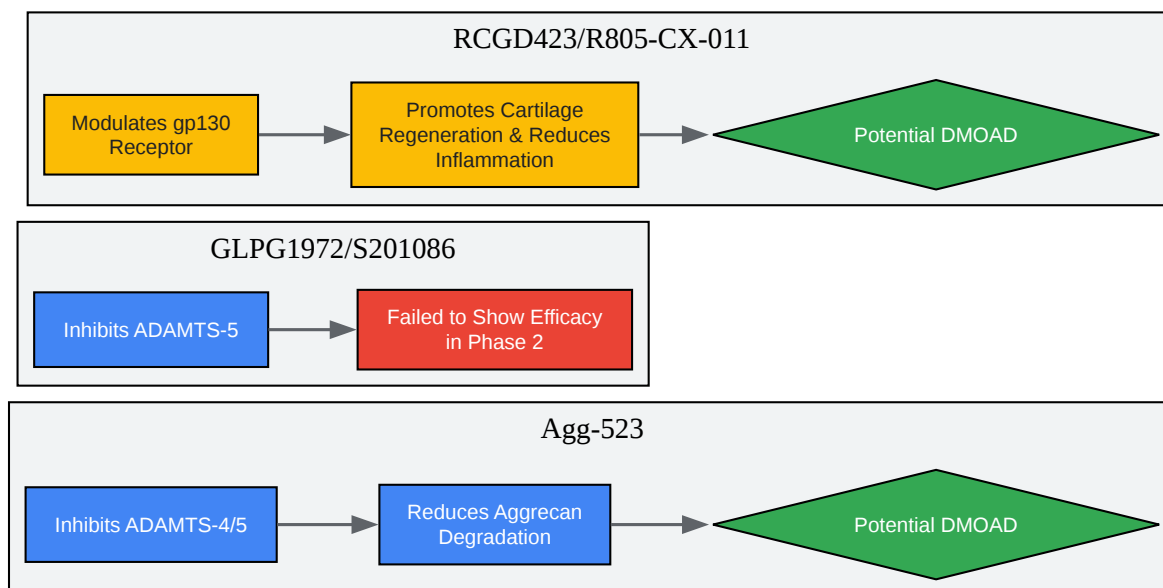 RCGD423/R805-CX-011
Modulates gp130
Receptor
Promotes Cartilage
Regeneration & Reduces
Inflammation
Potential DMOAD
GLPG1972/S201086
Inhibits ADAMTS-5
Failed to Show Efficacy
in Phase 2
Agg-523
Inhibits ADAMTS-4/5
Reduces Aggrecan
Degradation
Potential DMOAD